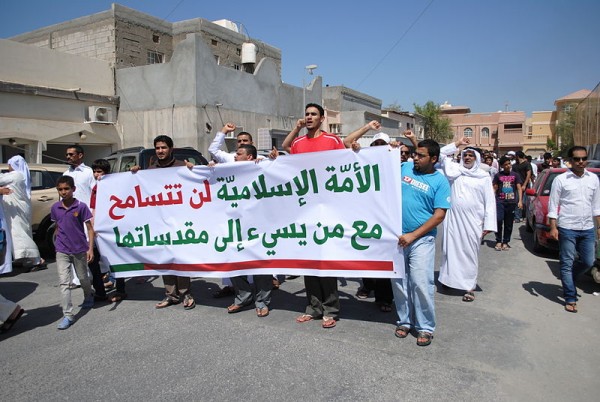 الأمّة الإسلاميّة لن تتسامح
مع من يسيء إلى مقدساتها